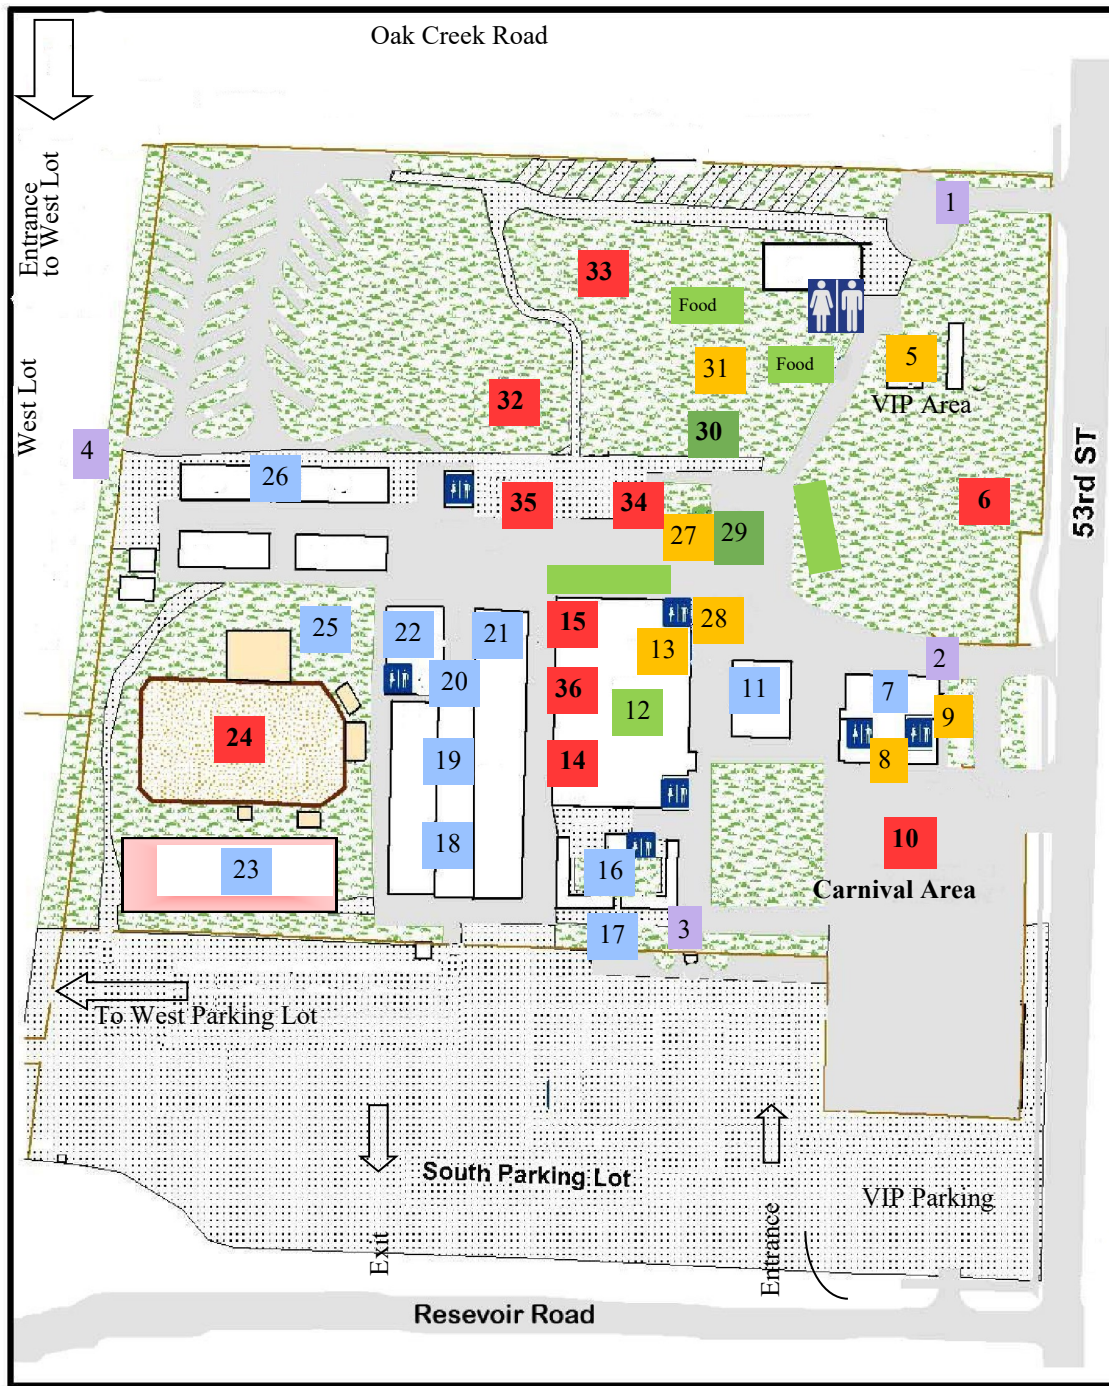 Oak Creek Road
Entrance
to West Lot
1
33
Food
31
Food
5
VIP Area
West Lot
32
30
4
26
35
34
6
53rd ST
27
29
25
22
21
15
13
28
2
20
36
12
11
7
9
24
19
14
8
18
16
10
23
Carnival Area
17
3
To West Parking Lot
South Parking Lot
VIP Parking
Exit
Entrance
Resevoir Road